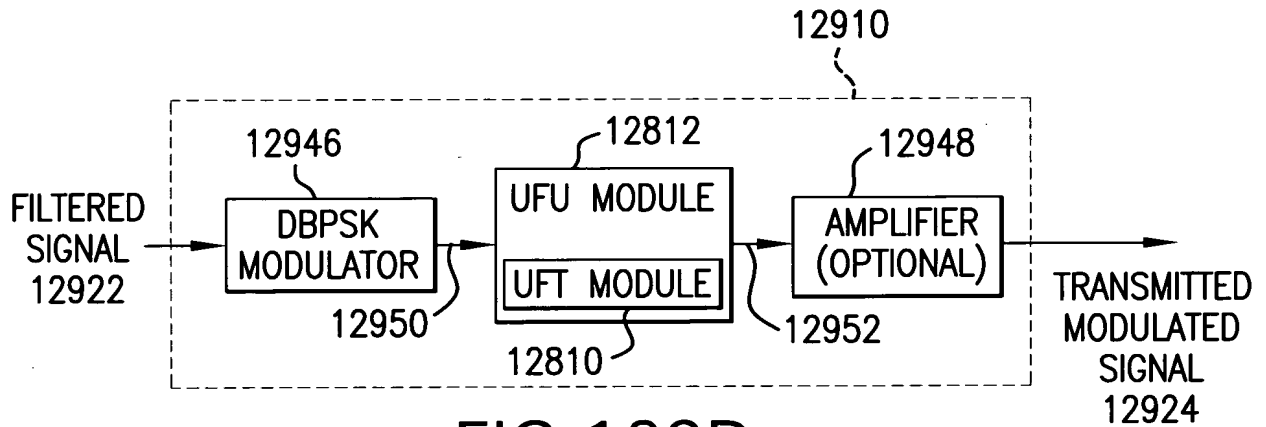 12910
12946
12812
12948
FILTERED
SIGNAL
12922
DBPSK
MODULATOR
UFU MODULE
UFT MODULE
AMPLIFIER
(OPTIONAL)
12950
12810
12952
TRANSMITTED
MODULATED
SIGNAL
12924